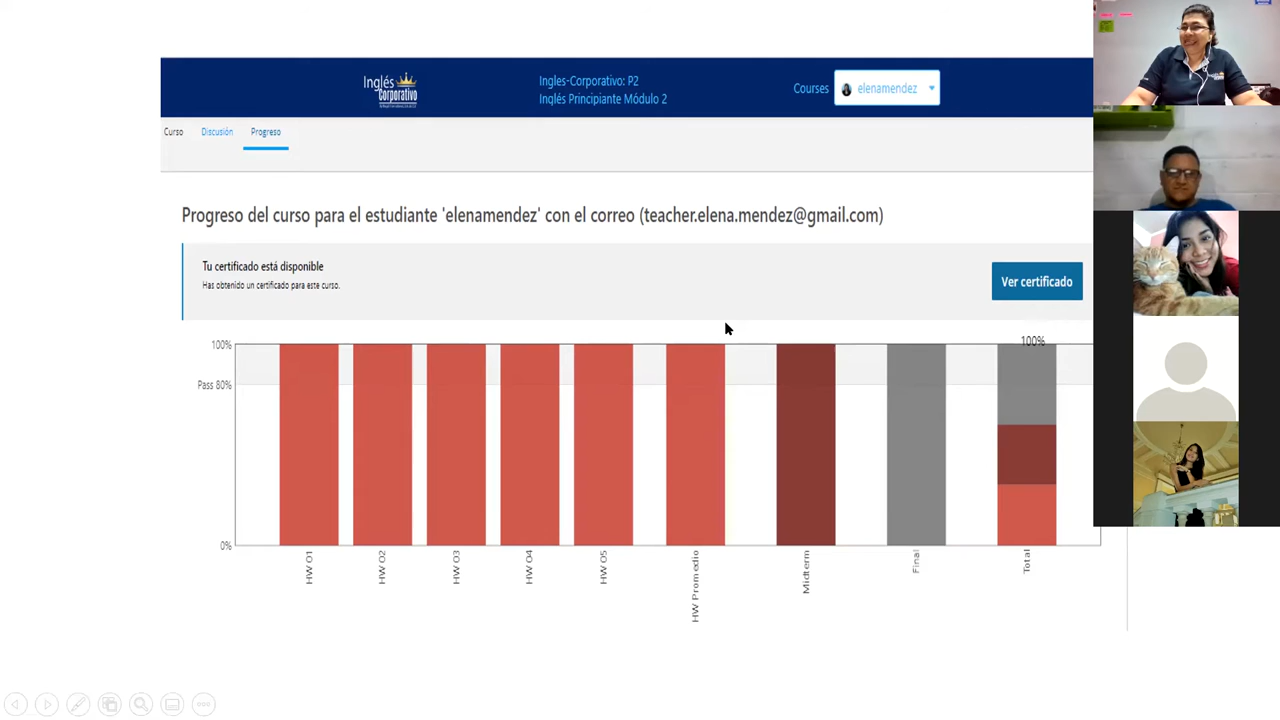 Inglés
Corporativo
Ingles-Corporativo: P2
Inglés Principiante Módulo 2
Courses
elenamendez
Curso
Discusión
Progreso
Progreso del curso para el estudiante 'elenamendez' con el correo (teacher.elena.mendez@gmail.com)
Tu certificado está disponible
Has obtenido un certificado para este curso.
Ver certificado
100%
100%
Pass 80%
0%
HW 01
HW 02
HW 03
HW 04
HW 05
HW Promedio
Midterm
Final
Total